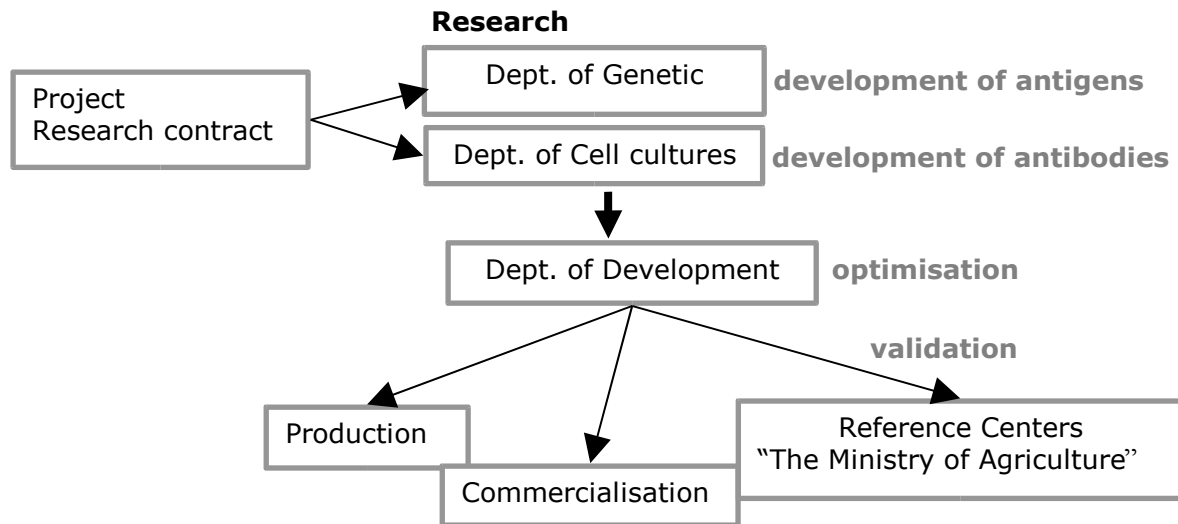 Research
Project
Research contract
Dept. of Genetic
development of antigens
Dept. of Cell cultures
development of antibodies
Dept. of Development
optimisation
validation
Production
Commercialisation
Reference Centers
“The Ministry of Agriculture”